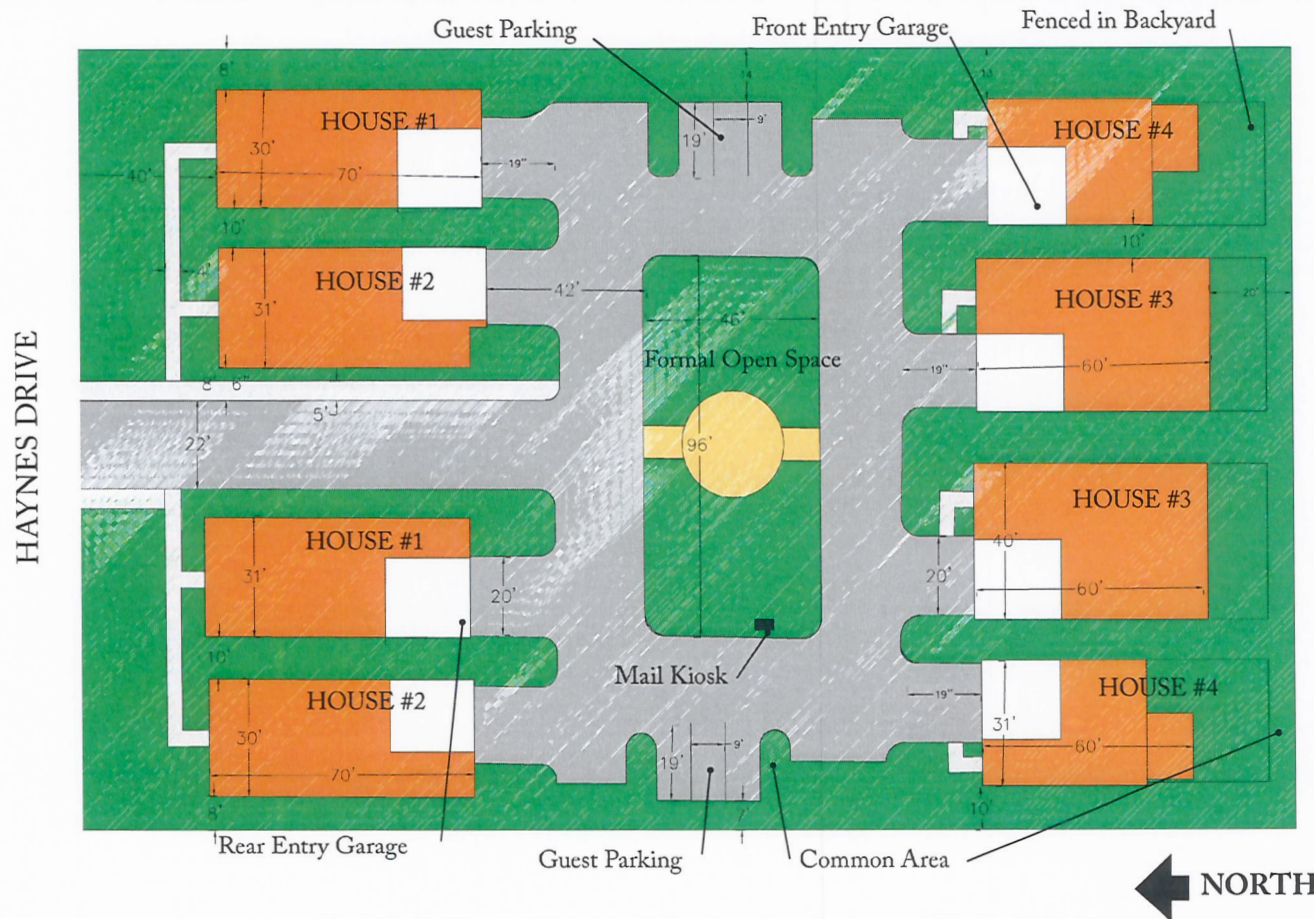 Guest Parking
Front Entry Garage
Fenced in Backyard
8'
14
13
HOUSE #1
30'
70'
40'
19"
19'
9'
HOUSE #4
10'
10'
HOUSE #2
31'
4'
42'
46'
HOUSE #3
20'
60'
19"
Formal Open Space
HAYNES DRIVE
8' 6"
5'
22'
96'
HOUSE #3
40'
60'
20'
HOUSE #1
31'
20'
10'
Mail Kiosk
HOUSE #2
30'
70'
8'
19'
9'
7'
19"
31'
HOUSE #4
60'
10'
Rear Entry Garage
Guest Parking
Common Area
NORTH